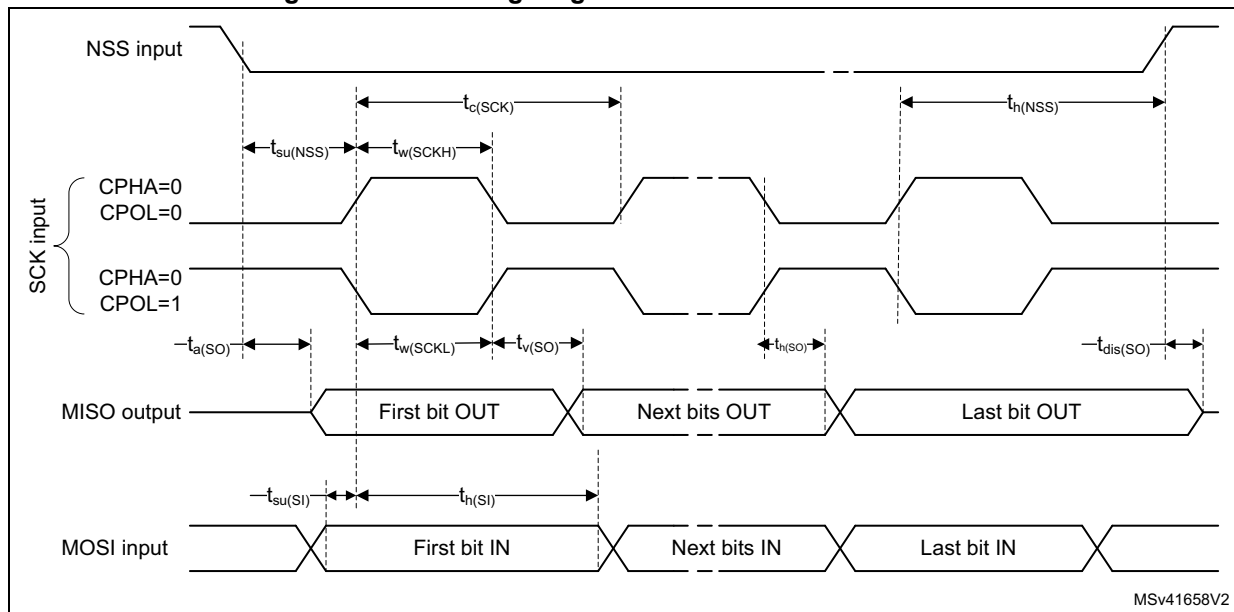 NSS input
tc(SCK)
th(NSS)
tsu(NSS)
tw(SCKH)
SCK input
CPHA=0
CPOL=0
CPHA=0
CPOL=1
ta(SO)
tw(SCKL)
tv(SO)
th(SO)
tdis(SO)
MISO output
First bit OUT
Next bits OUT
Last bit OUT
tsu(SI)
th(SI)
MOSI input
First bit IN
Next bits IN
Last bit IN
MSv41658V2